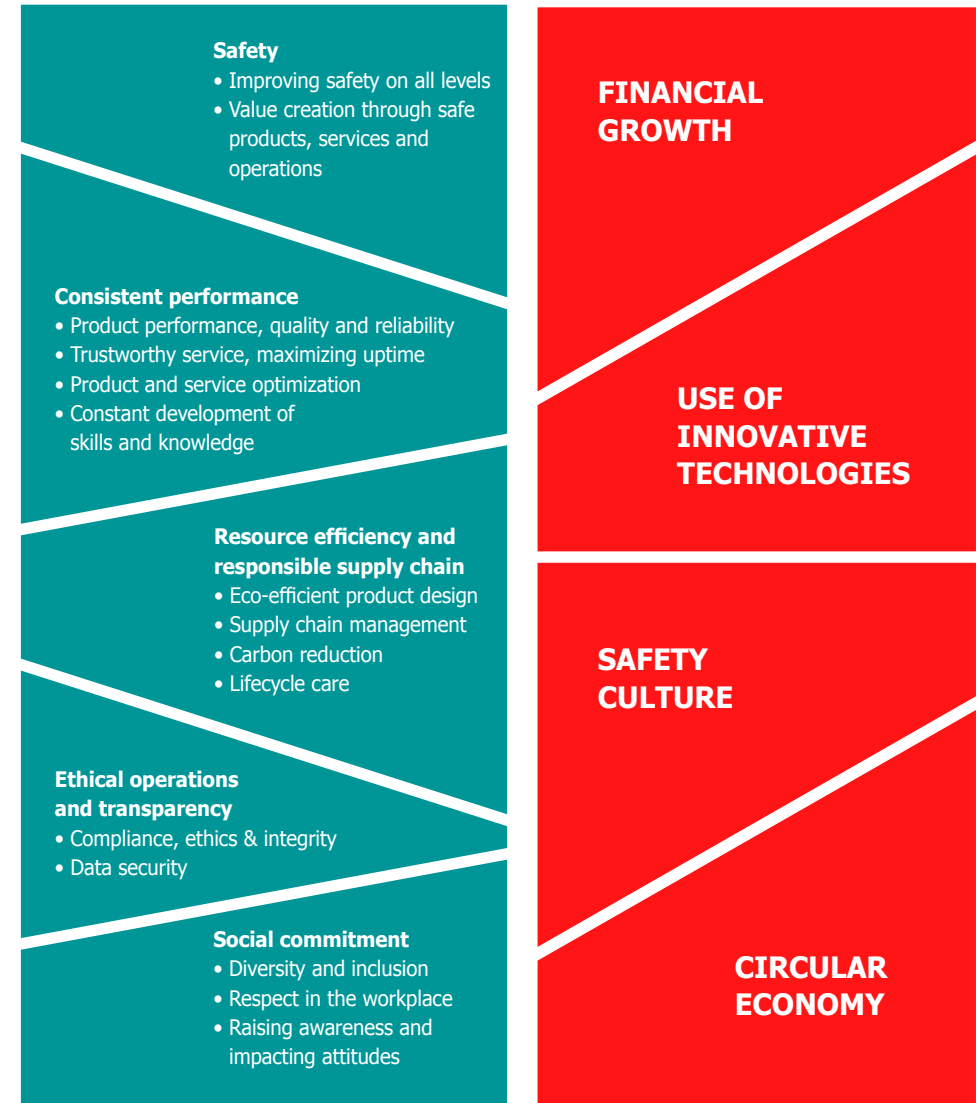 Safety
• Improving safety on all levels
• Value creation through safe
products, services and
operations
Consistent performance
• Product performance, quality and reliability
• Trustworthy service, maximizing uptime
• Product and service optimization
• Constant development of
skills and knowledge
Resource efficiency and
responsible supply chain
• Eco-efficient product design
• Supply chain management
• Carbon reduction
• Lifecycle care
Ethical operations
and transparency
• Compliance, ethics & integrity
• Data security
Social commitment
• Diversity and inclusion
• Respect in the workplace
• Raising awareness and
impacting attitudes
FINANCIAL
GROWTH
USE OF
INNOVATIVE
TECHNOLOGIES
SAFETY
CULTURE
CIRCULAR
ECONOMY